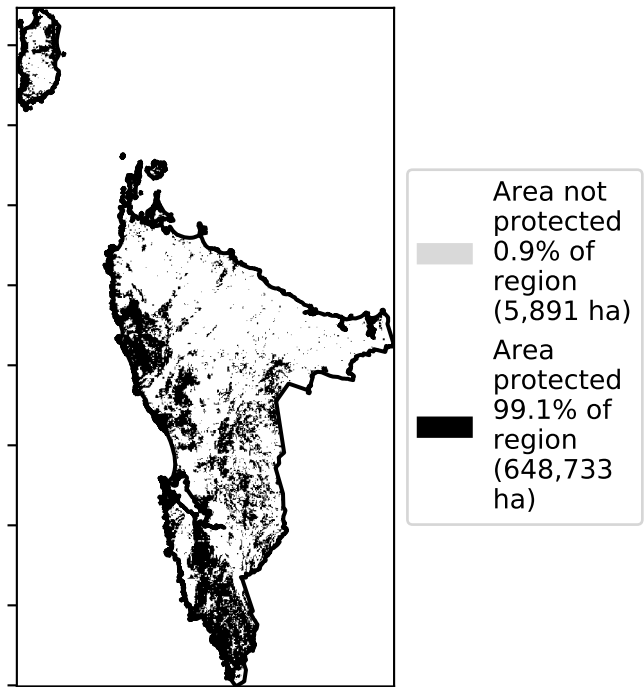 Area not
protected
0.9% of
region
(5,891 ha)
Area
protected
99.1% of
region
(648,733
ha)